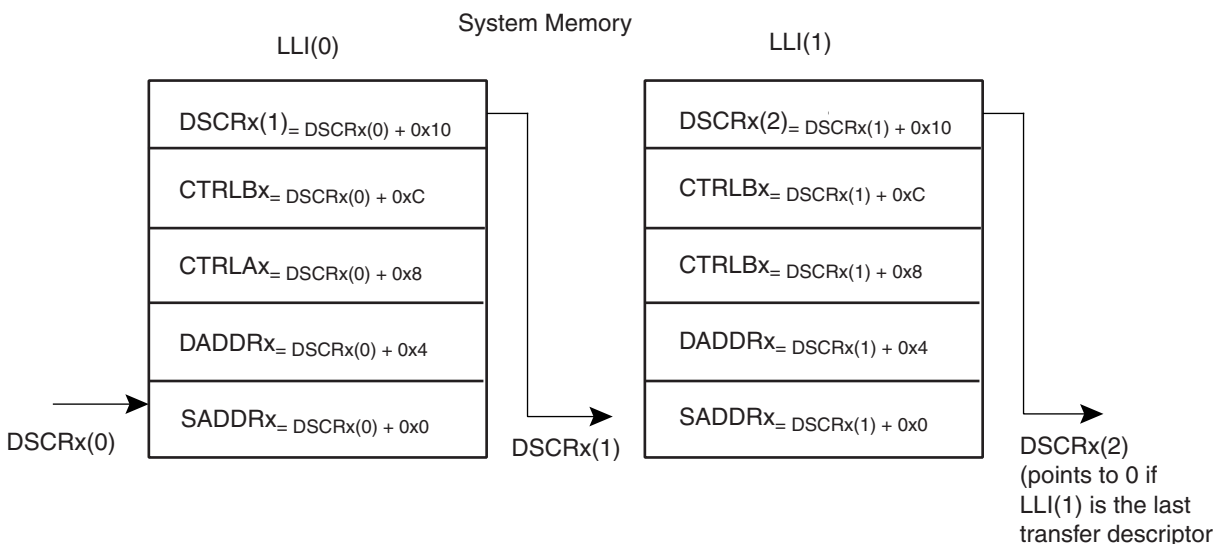 System Memory
LLI(0)
DSCRx(1)= DSCRx(0) + 0x10
CTRLBx= DSCRx(0) + 0xC
CTRLAx= DSCRx(0) + 0x8
DADDRx= DSCRx(0) + 0x4
SADDRx= DSCRx(0) + 0x0
DSCRx(0)
DSCRx(1)
LLI(1)
DSCRx(2)= DSCRx(1) + 0x10
CTRLBx= DSCRx(1) + 0xC
CTRLBx= DSCRx(1) + 0x8
DADDRx= DSCRx(1) + 0x4
SADDRx= DSCRx(1) + 0x0
DSCRx(2)
(points to 0 if
LLI(1) is the last
transfer descriptor